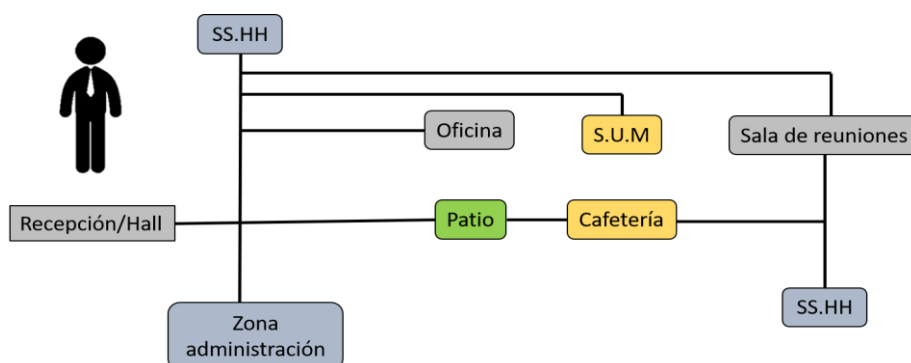 SS.HH
Oficina
S.U.M
Sala de reuniones
Recepción/Hall
Patio
Cafetería
SS.HH
Zona
administración